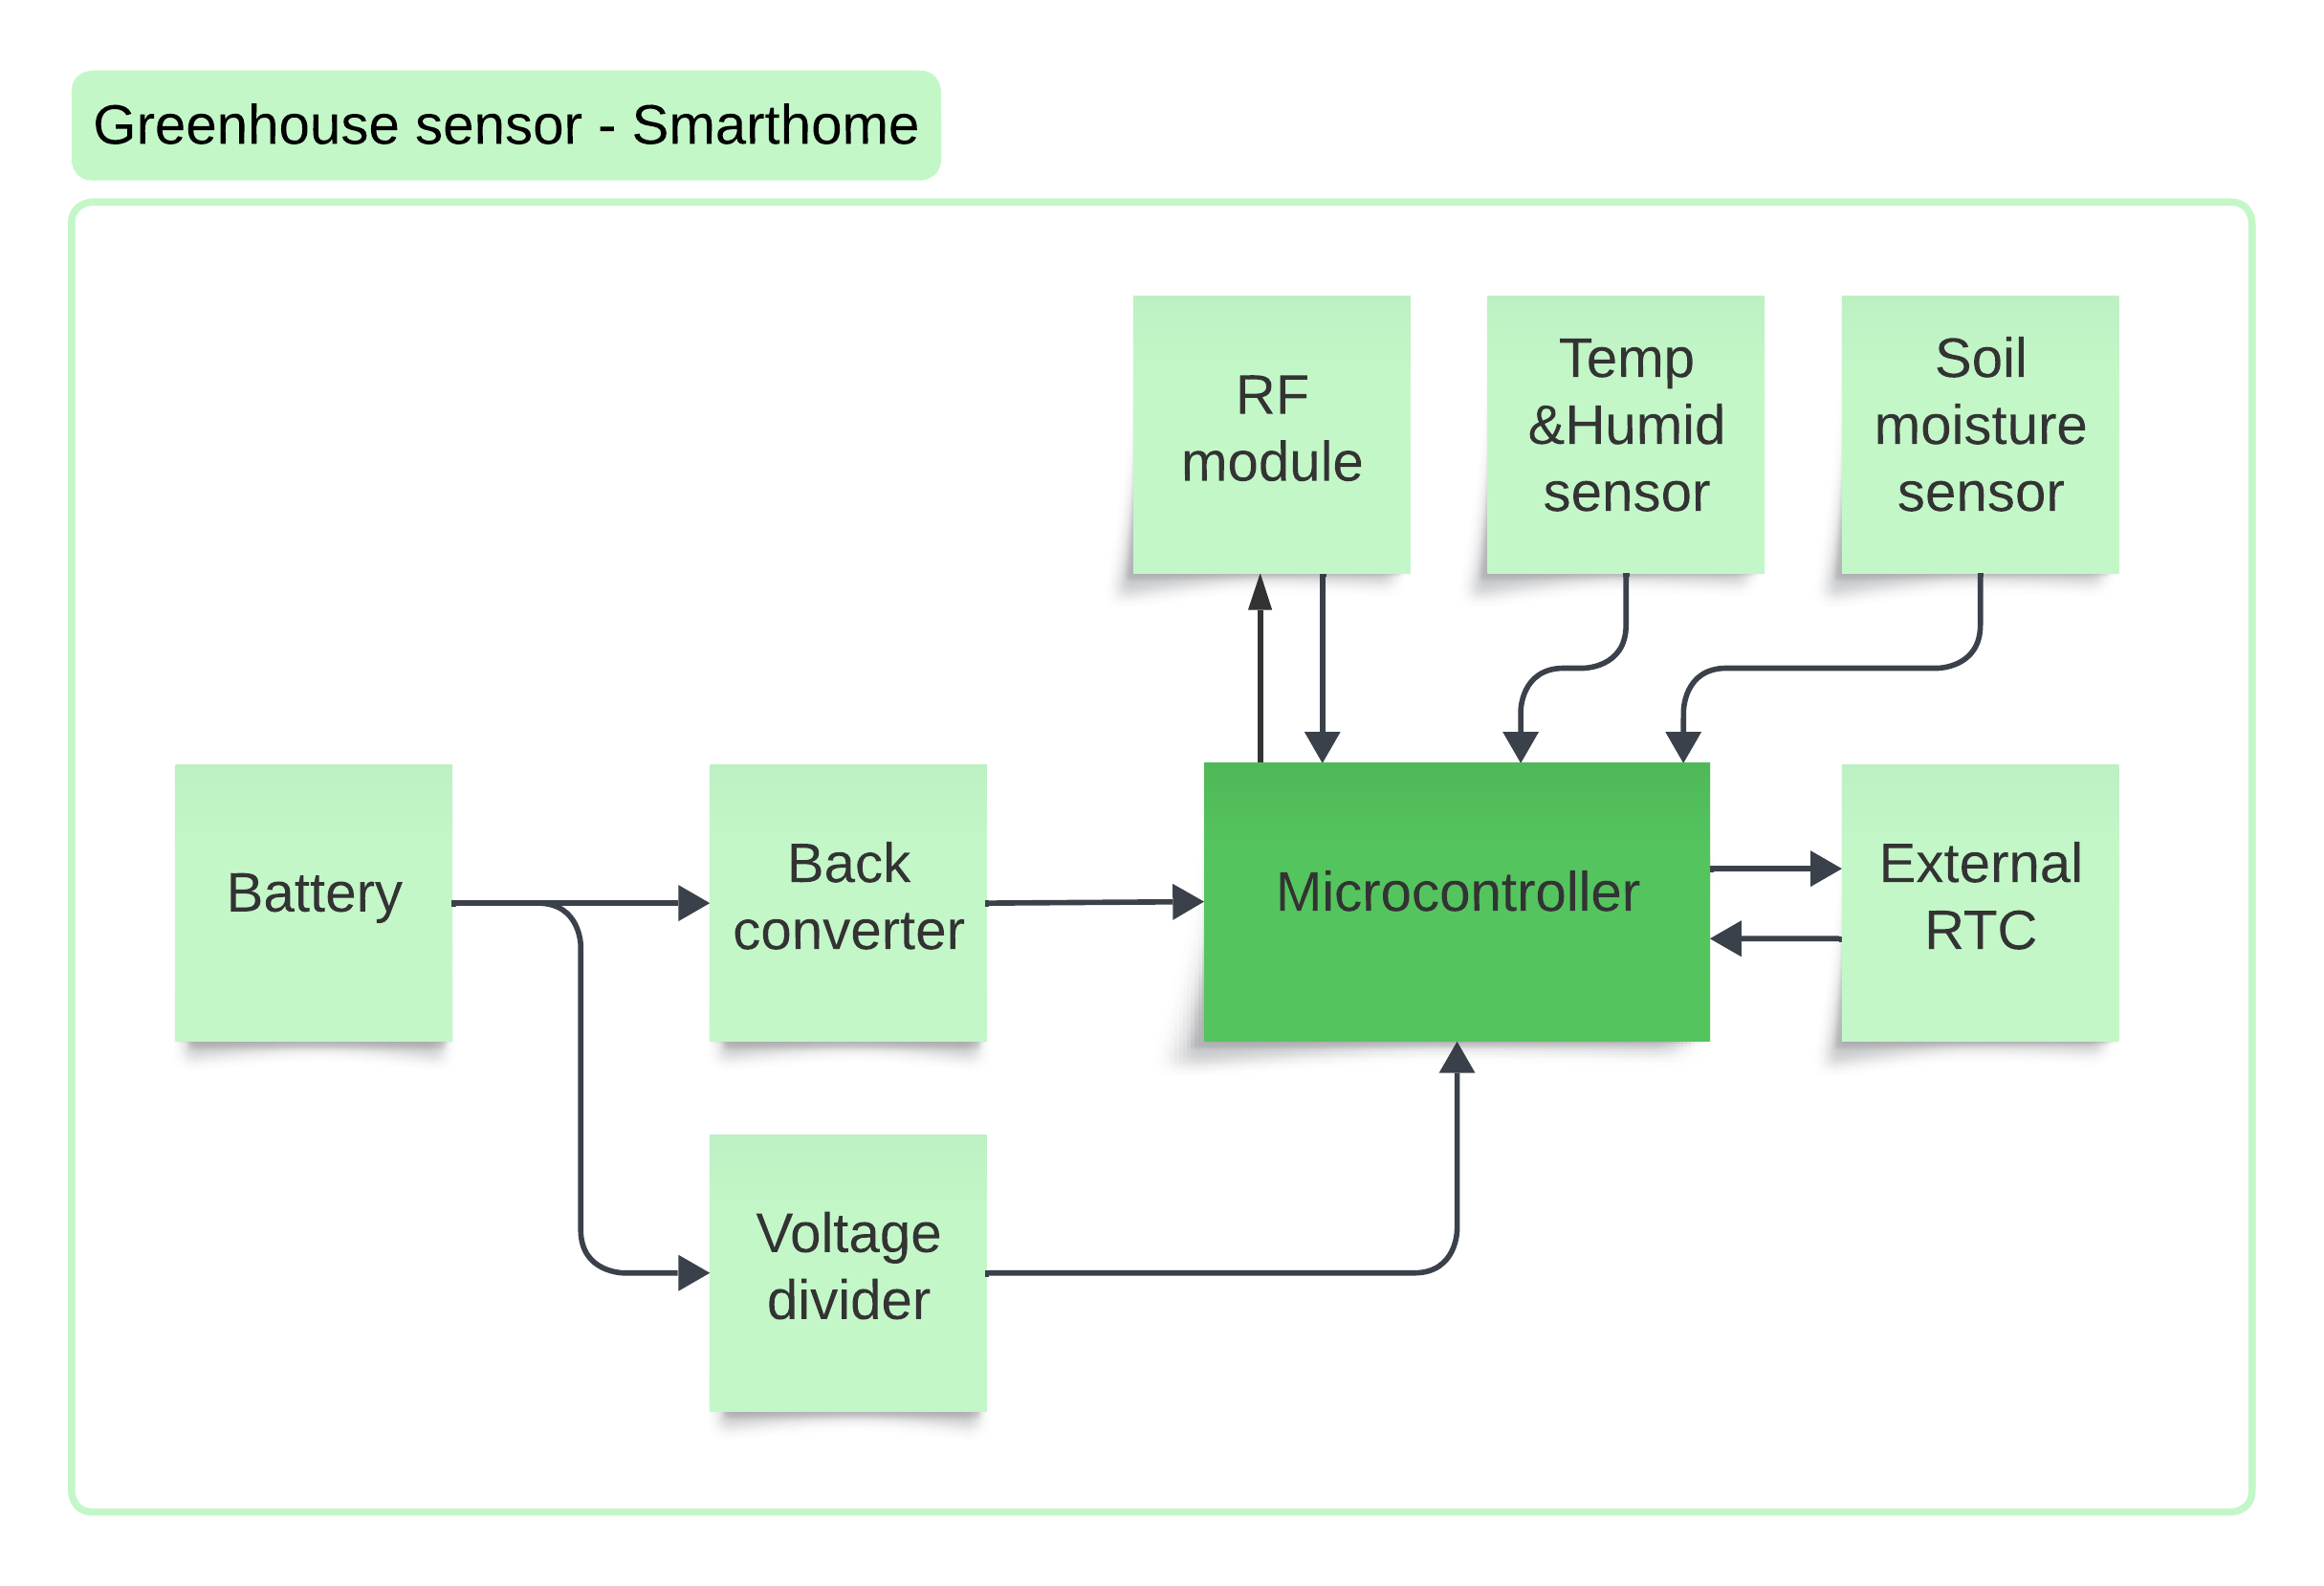 Greenhouse sensor - Smarthome
RF
module
Temp
&Humid
sensor
Soil
moisture
sensor
Battery
Back
converter
Microcontroller
External
RTC
Voltage
divider